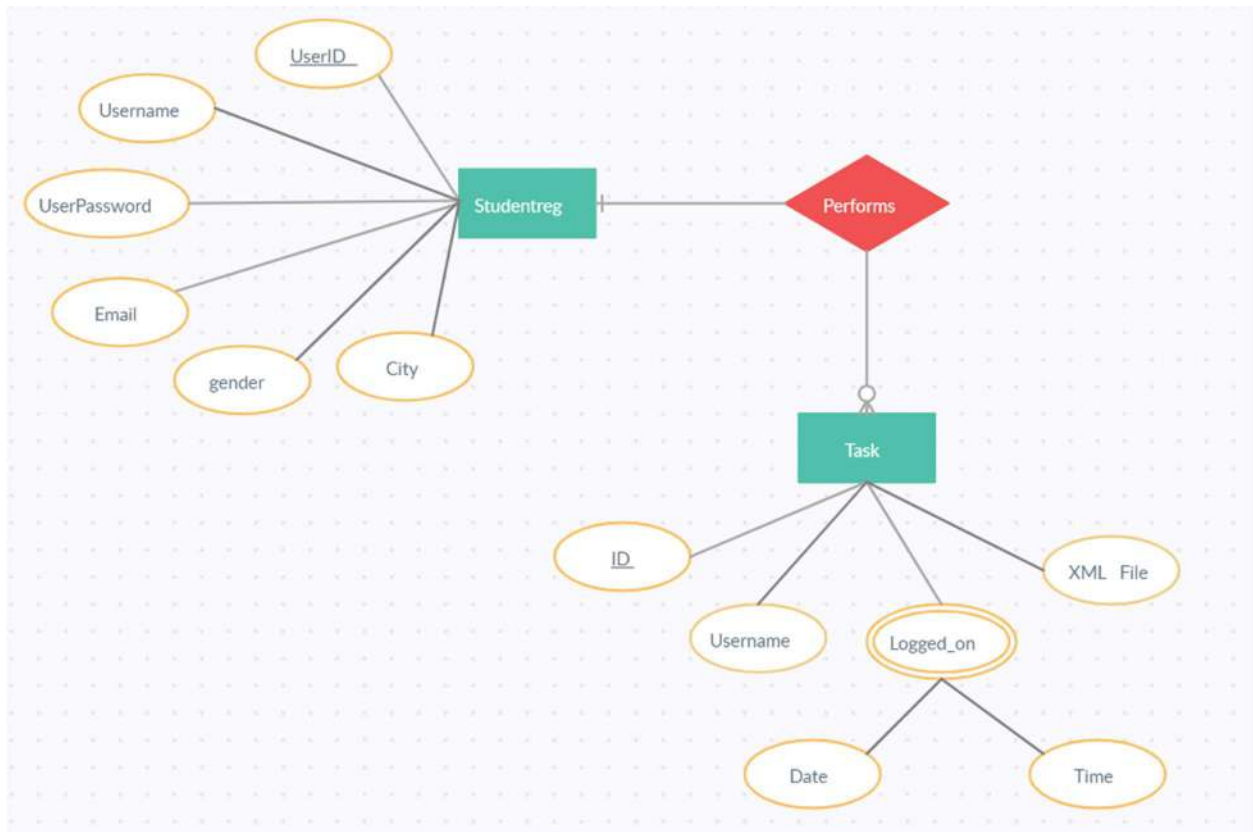 UserID
Username
UserPassword
Studentreg
Performs
Email
City
gender
Task
ID
XML File
Username
Logged_on
Date
Time